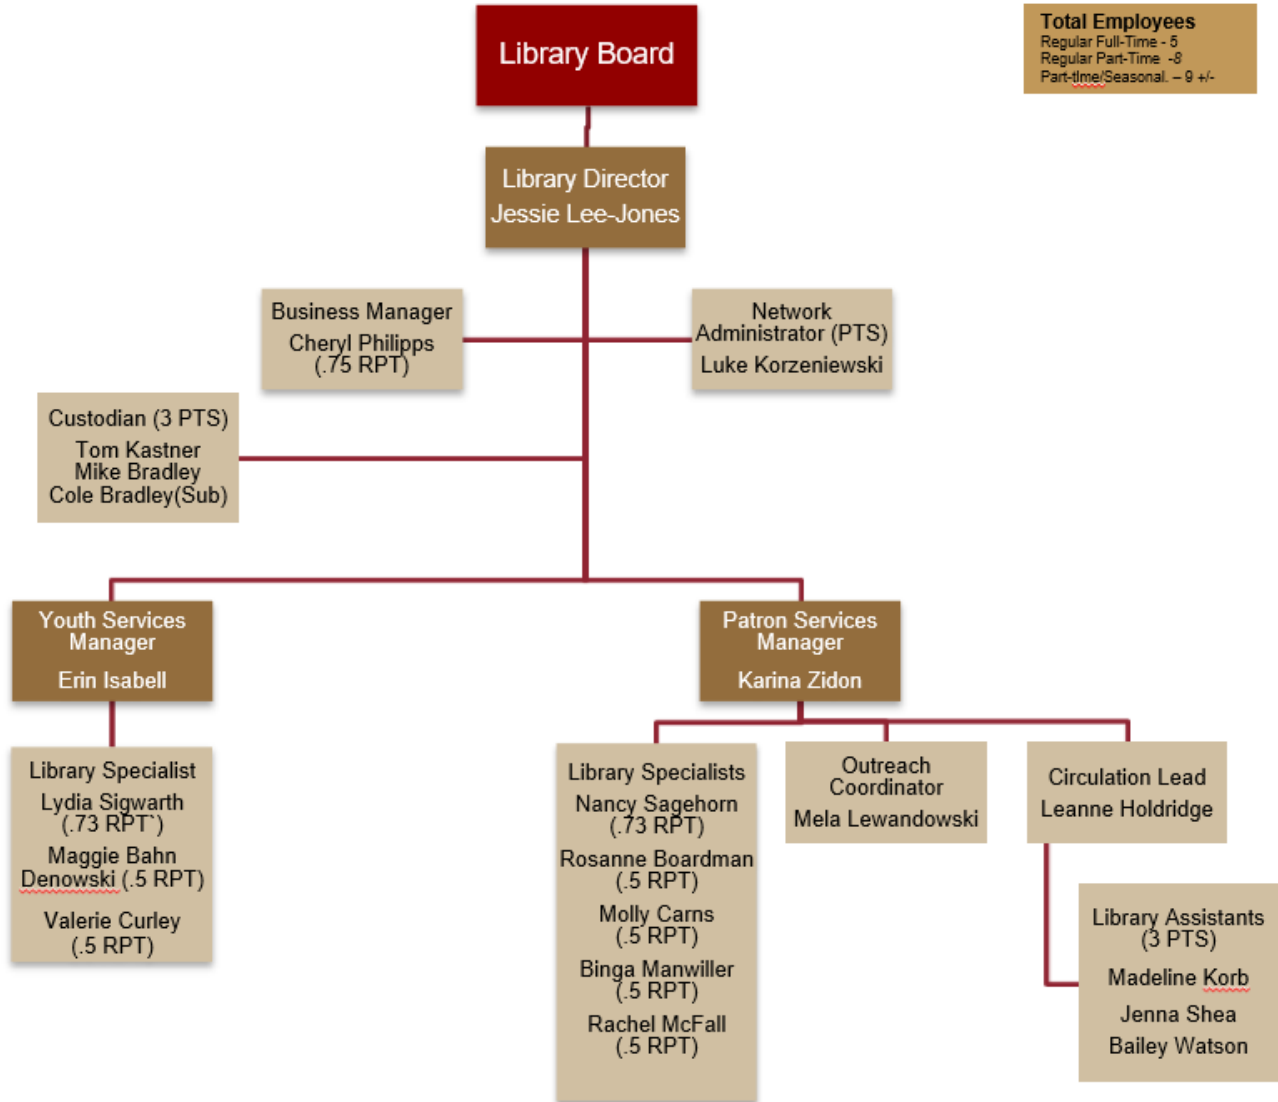 Library Board
Total Employees
Regular Full-Time - 5
Regular Part-Time -8
Part-tIme/Seasonal. – 9 +/-
Library Director
Jessie Lee-Jones
Business Manager
Cheryl Philipps
(.75 RPT)
Network
Administrator (PTS)
Luke Korzeniewski
Custodian (3 PTS)
Tom Kastner
Mike Bradley
Cole Bradley(Sub)
Youth Services
Manager
Erin Isabell
Patron Services
Manager
Karina Zidon
Library Specialist
Lydia Sigwarth
(.73 RPT`)
Maggie Bahn
Denowski (.5 RPT)
Valerie Curley
(.5 RPT)
Library Specialists
Nancy Sagehorn
(.73 RPT)
Rosanne Boardman
(.5 RPT)
Molly Carns
(.5 RPT)
Binga Manwiller
(.5 RPT)
Rachel McFall
(.5 RPT)
Outreach
Coordinator
Mela Lewandowski
Circulation Lead
Leanne Holdridge
Library Assistants
(3 PTS)
Madeline Korb
Jenna Shea
Bailey Watson